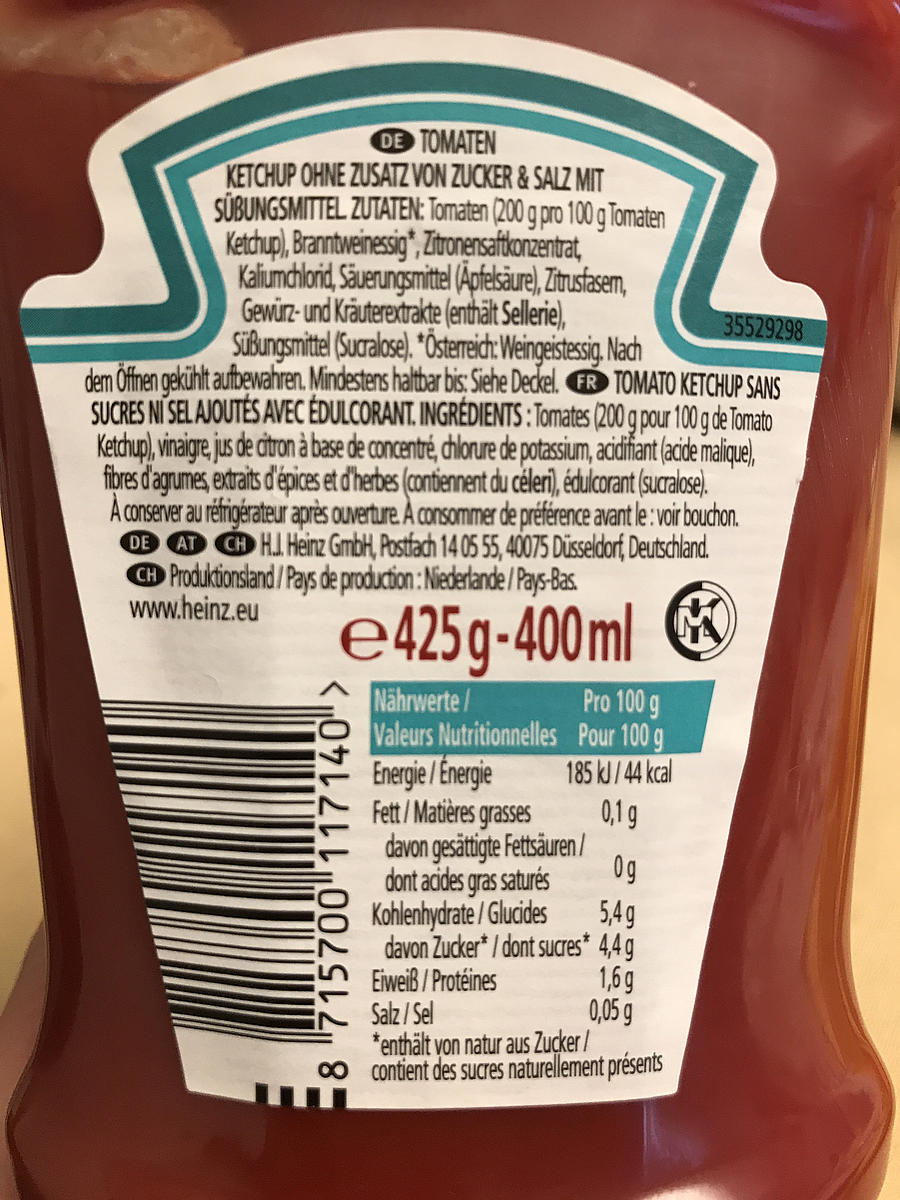 DE TOMATEN
KETCHUP OHNE ZUSATZ VON ZUCKER & SALZ MIT
SÜßUNGSMITTEL. ZUTATEN: Tomaten (200 g pro 100 g Tomaten
Ketchup), Branntweinessig*, Zitronensaftkonzentrat,
Kaliumchlorid, Säuerungsmittel (Äpfelsäure), Zitrusfasern,
Gewürz- und Kräuterextrakte (enthält Sellerie),
Süßungsmittel (Sucralose). *Österreich: Weingeistessig. Nach
35529298
dem Öffnen gekühlt aufbewahren. Mindestens haltbar bis: Siehe Deckel. FR TOMATO KETCHUP SANS
SUCRES NI SEL AJOUTÉS AVEC ÉDULCORANT. INGRÉDIENTS : Tomates (200 g pour 100 g de Tomato
Ketchup), vinaigre, jus de citron à base de concentré, chlorure de potassium, acidifiant (acide malique),
fibres d'agrumes, extraits d'épices et d'herbes (contiennent du céleri), édulcorant (sucralose).
À conserver au réfrigérateur après ouverture. À consommer de préférence avant le : voir bouchon.
DE AT CH H.J. Heinz GmbH, Postfach 14 05 55, 40075 Düsseldorf, Deutschland.
CH Produktionsland / Pays de production : Niederlande / Pays-Bas.
www.heinz.eu
e 425 g - 400 ml
Nährwerte / Pro 100 g
Valeurs Nutritionnelles Pour 100 g
Energie / Énergie 185 kJ / 44 kcal
Fett / Matières grasses 0,1 g
davon gesättigte Fettsäuren /
dont acides gras saturés 0 g
Kohlenhydrate / Glucides 5,4 g
davon Zucker* / dont sucres* 4,4 g
Eiweiß / Protéines 1,6 g
Salz / Sel 0,05 g
*enthält von natur aus Zucker /
contient des sucres naturellement présents
8 715700 117140 >